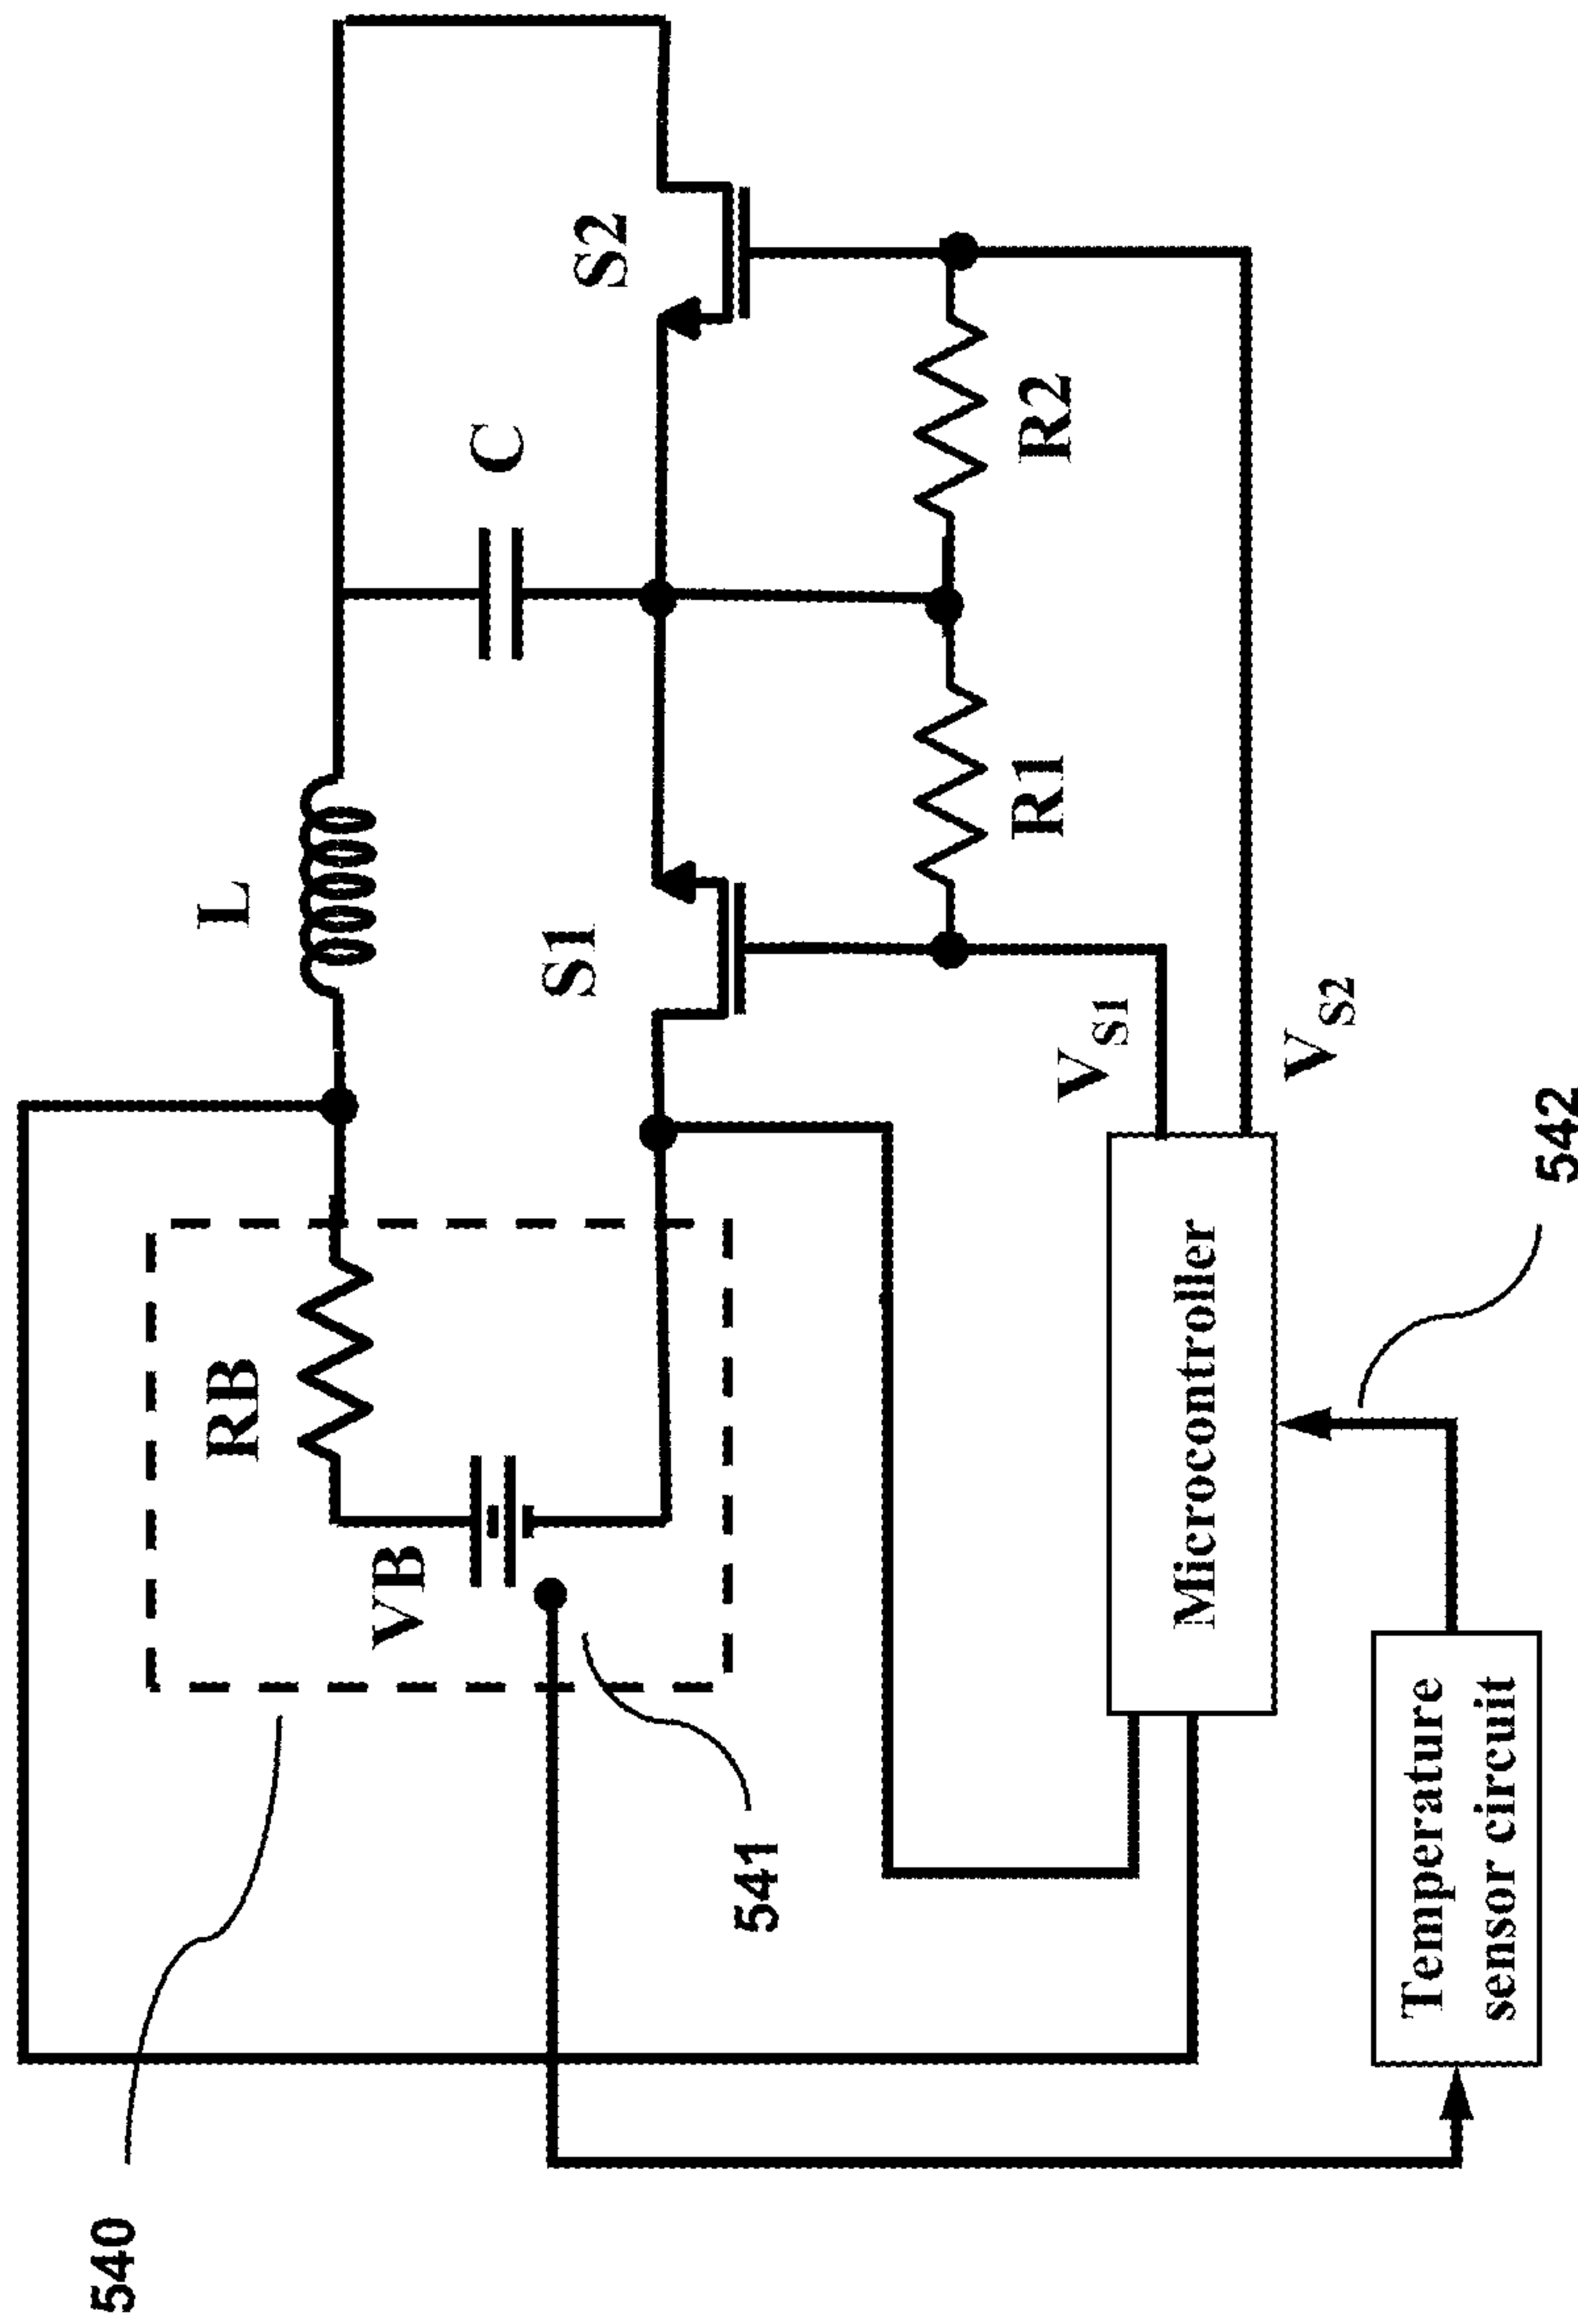 540
RB
VB
541
L
C
S1
S2
R1
R2
VS1
VS2
Microcontroller
542
Temperature
sensor circuit